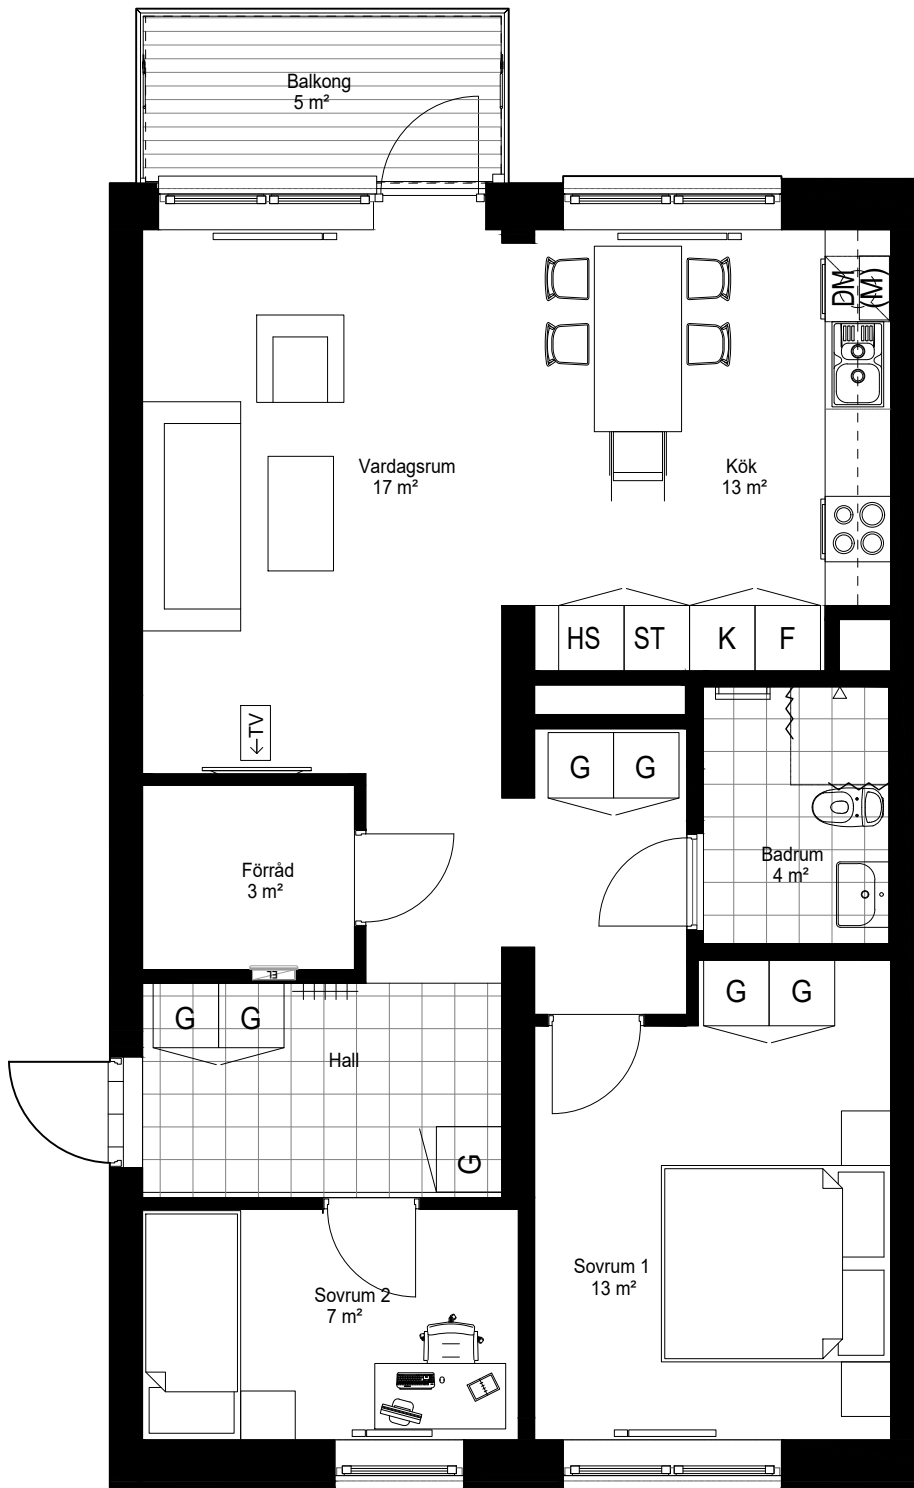 Balkong
5 m²
DM
(M)
Vardagsrum
17 m²
Kök
13 m²
HS ST K F
←TV
G G
Förråd
3 m²
Badrum
4 m²
EL
G G
G G
Hall
G
Sovrum 1
13 m²
Sovrum 2
7 m²